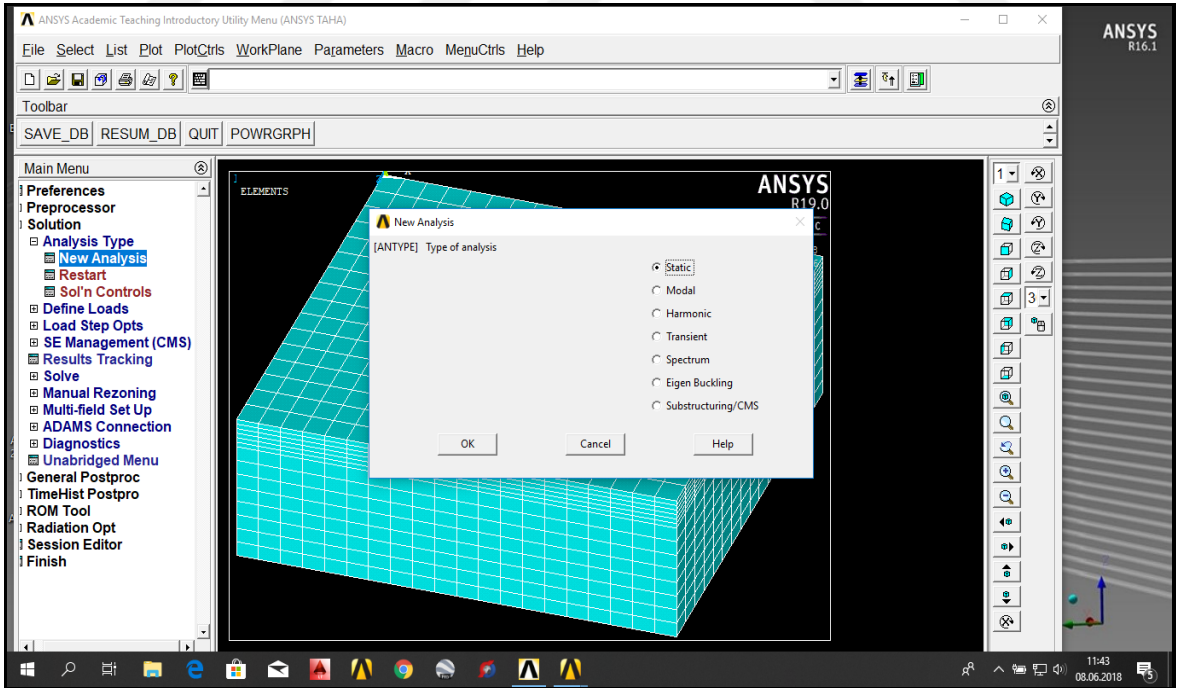 ANSYS Academic Teaching Introductory Utility Menu (ANSYS TAHA)
ANSYS
R16.1
File Select List Plot PlotCtrls WorkPlane Parameters Macro MenuCtrls Help
Toolbar
SAVE_DB RESUM_DB QUIT POWRGRPH
Main Menu
Preferences
Preprocessor
Solution
Analysis Type
New Analysis
Restart
Sol'n Controls
Define Loads
Load Step Opts
SE Management (CMS)
Results Tracking
Solve
Manual Rezoning
Multi-field Set Up
ADAMS Connection
Diagnostics
Unabridged Menu
General Postproc
TimeHist Postpro
ROM Tool
Radiation Opt
Session Editor
Finish
1
ELEMENTS
ANSYS
R19.0
New Analysis
[ANTYPE] Type of analysis
Static
Modal
Harmonic
Transient
Spectrum
Eigen Buckling
Substructuring/CMS
OK Cancel Help
1
3
11:43
08.06.2018
5